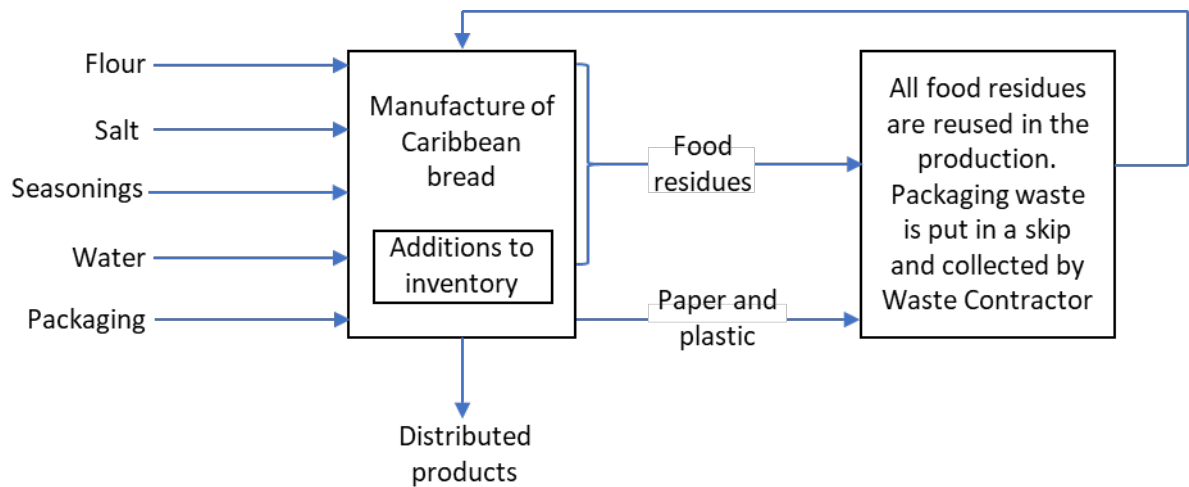 Flour
Salt
Seasonings
Water
Packaging
Manufacture of
Caribbean
bread
Additions to
inventory
Distributed
products
Food
residues
Paper and
plastic
All food residues
are reused in the
production.
Packaging waste
is put in a skip
and collected by
Waste Contractor